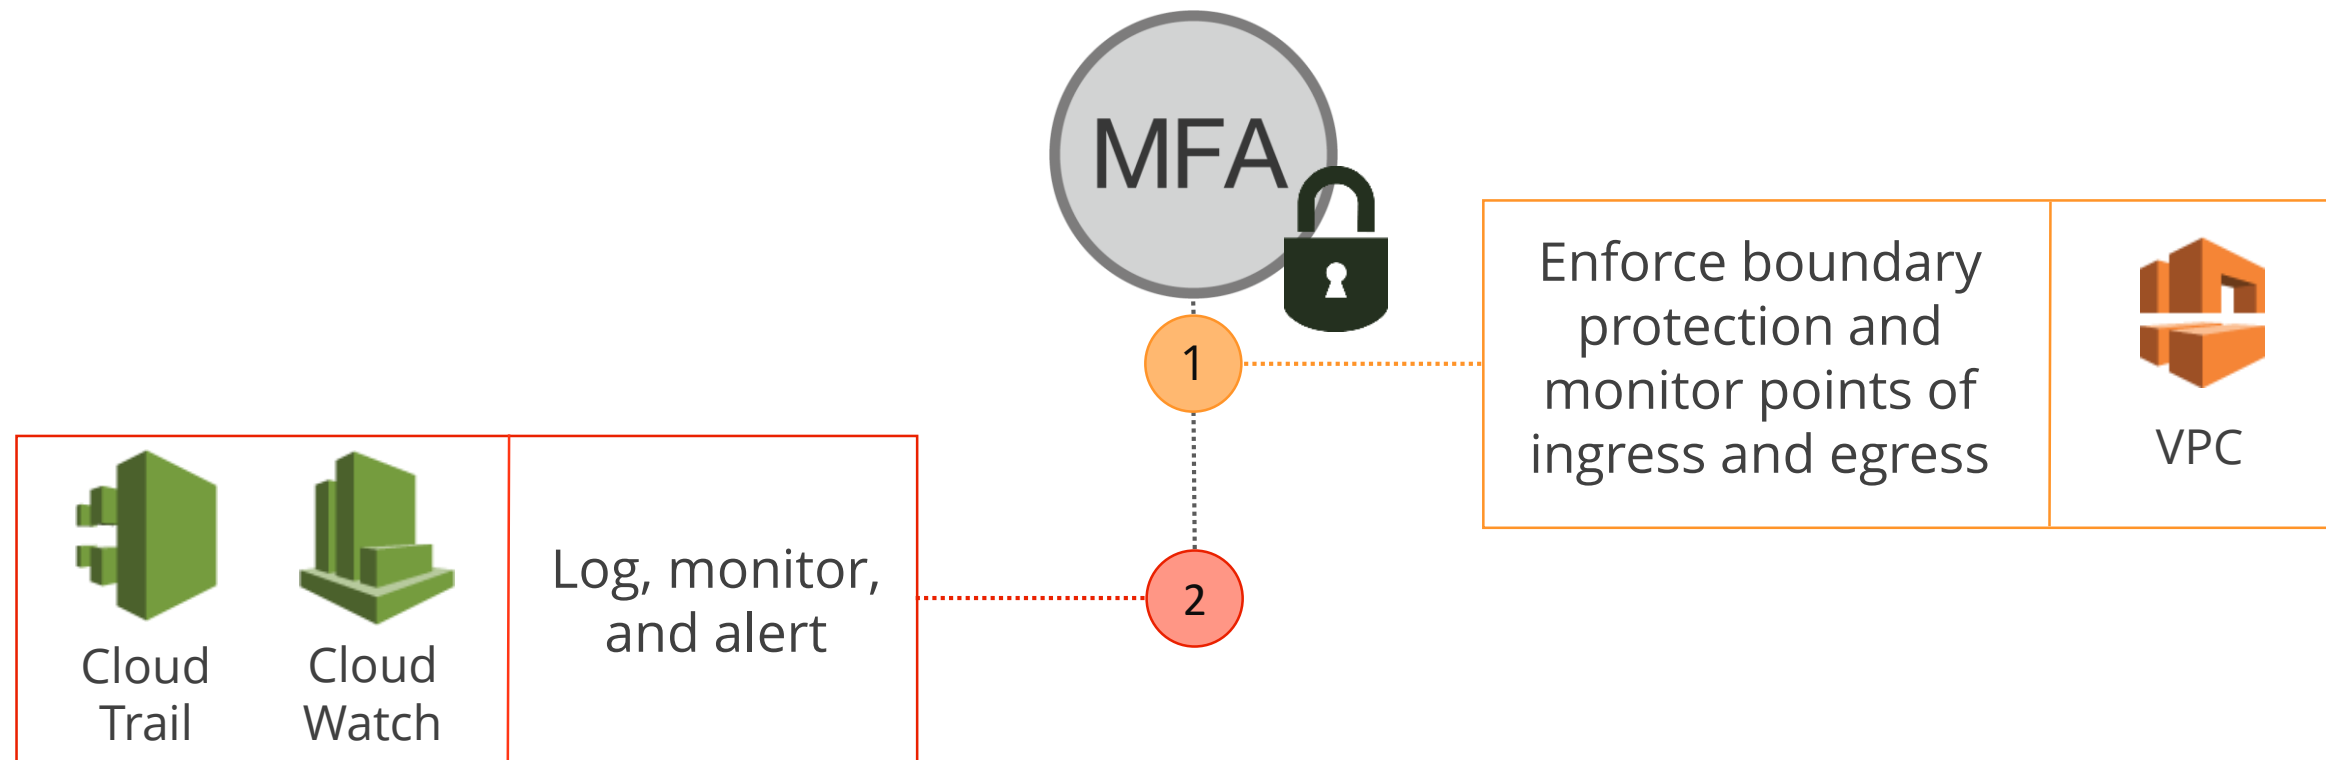 MFA
1
Enforce boundary
protection and
monitor points of
ingress and egress
VPC
2
Log, monitor,
and alert
Cloud
Trail
Cloud
Watch